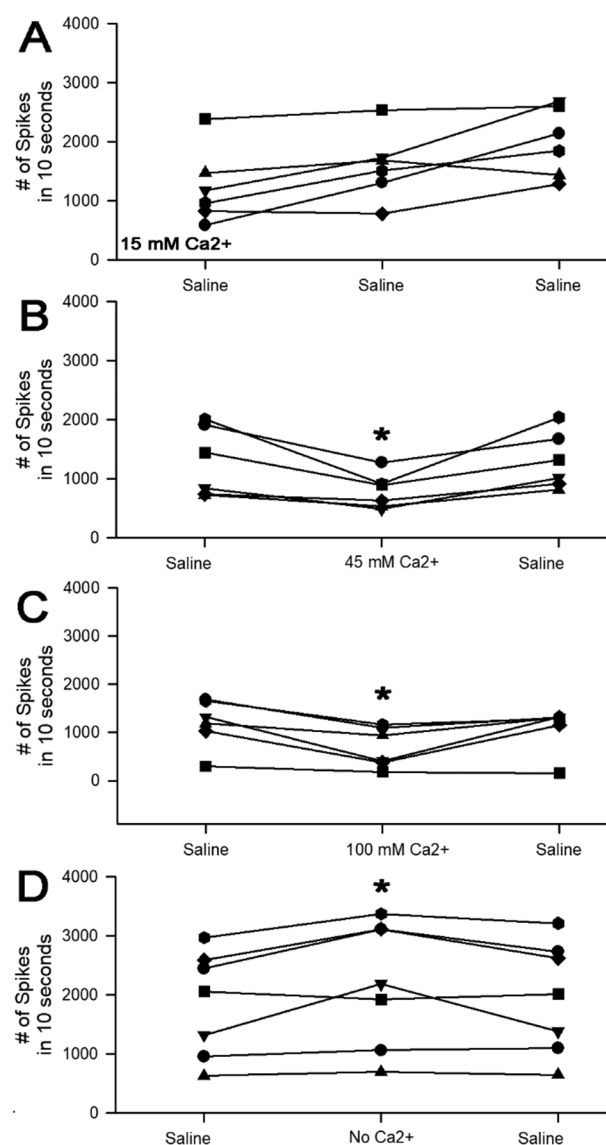 A
# of Spikes
in 10 seconds
4000
3000
2000
1000
0
15 mM Ca2+
Saline Saline Saline
B
# of Spikes
in 10 seconds
4000
3000
2000
1000
0
*
Saline 45 mM Ca2+ Saline
C
# of Spikes
in 10 seconds
4000
3000
2000
1000
0
*
Saline 100 mM Ca2+ Saline
D
# of Spikes
in 10 seconds
4000
3000
2000
1000
0
*
Saline No Ca2+ Saline